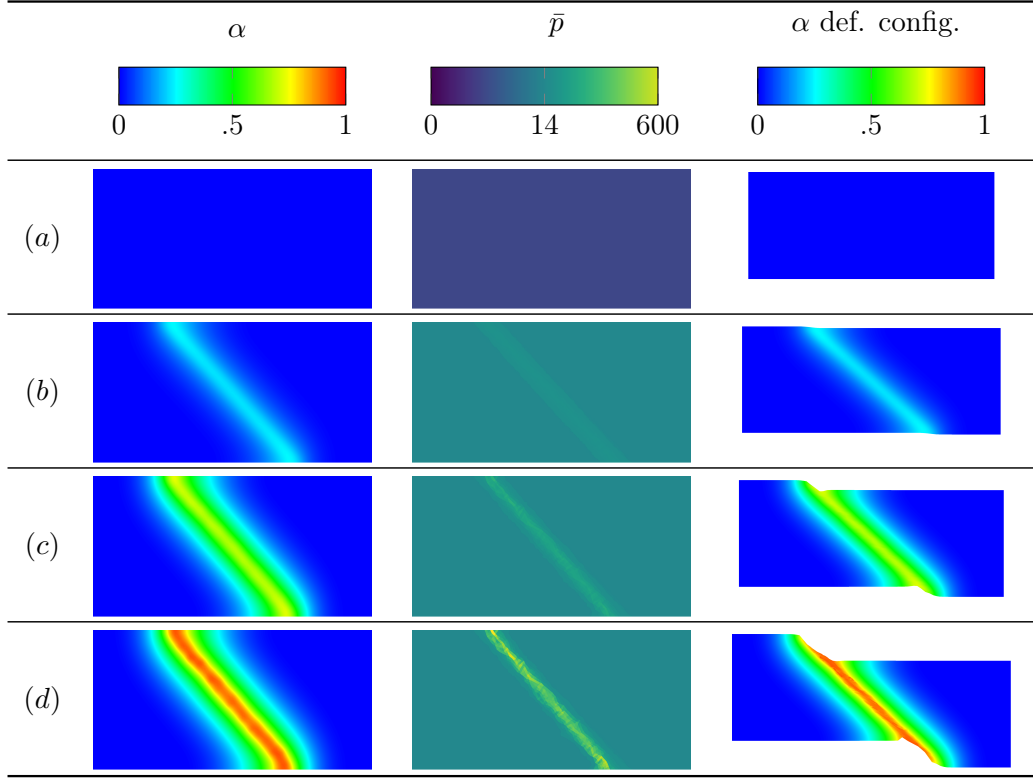 α p̄ α def. config.
0 .5 1 0 14 600 0 .5 1
(a)
(b)
(c)
(d)